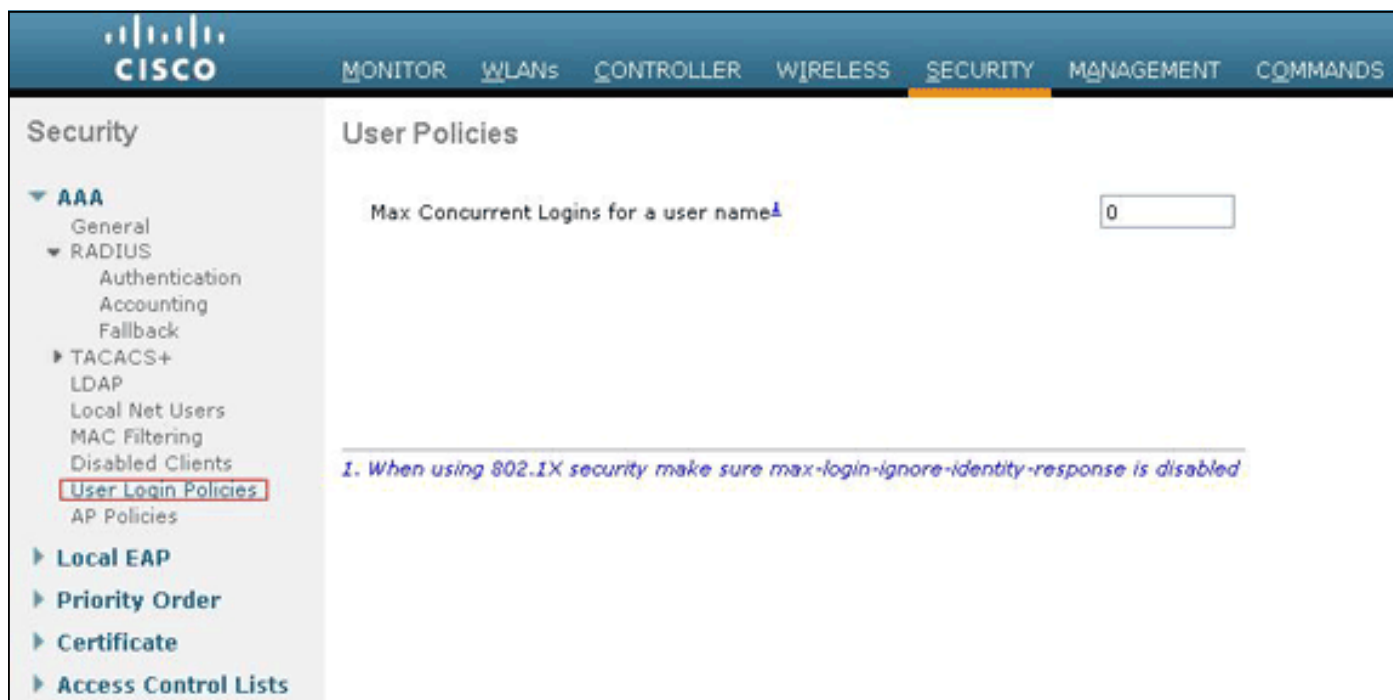 CISCO
MONITOR WLANs CONTROLLER WIRELESS SECURITY MANAGEMENT COMMANDS
Security
AAA
General
RADIUS
Authentication
Accounting
Fallback
TACACS+
LDAP
Local Net Users
MAC Filtering
Disabled Clients
User Login Policies
AP Policies
Local EAP
Priority Order
Certificate
Access Control Lists
User Policies
Max Concurrent Logins for a user name1 0
1. When using 802.1X security make sure max-login-ignore-identity-response is disabled